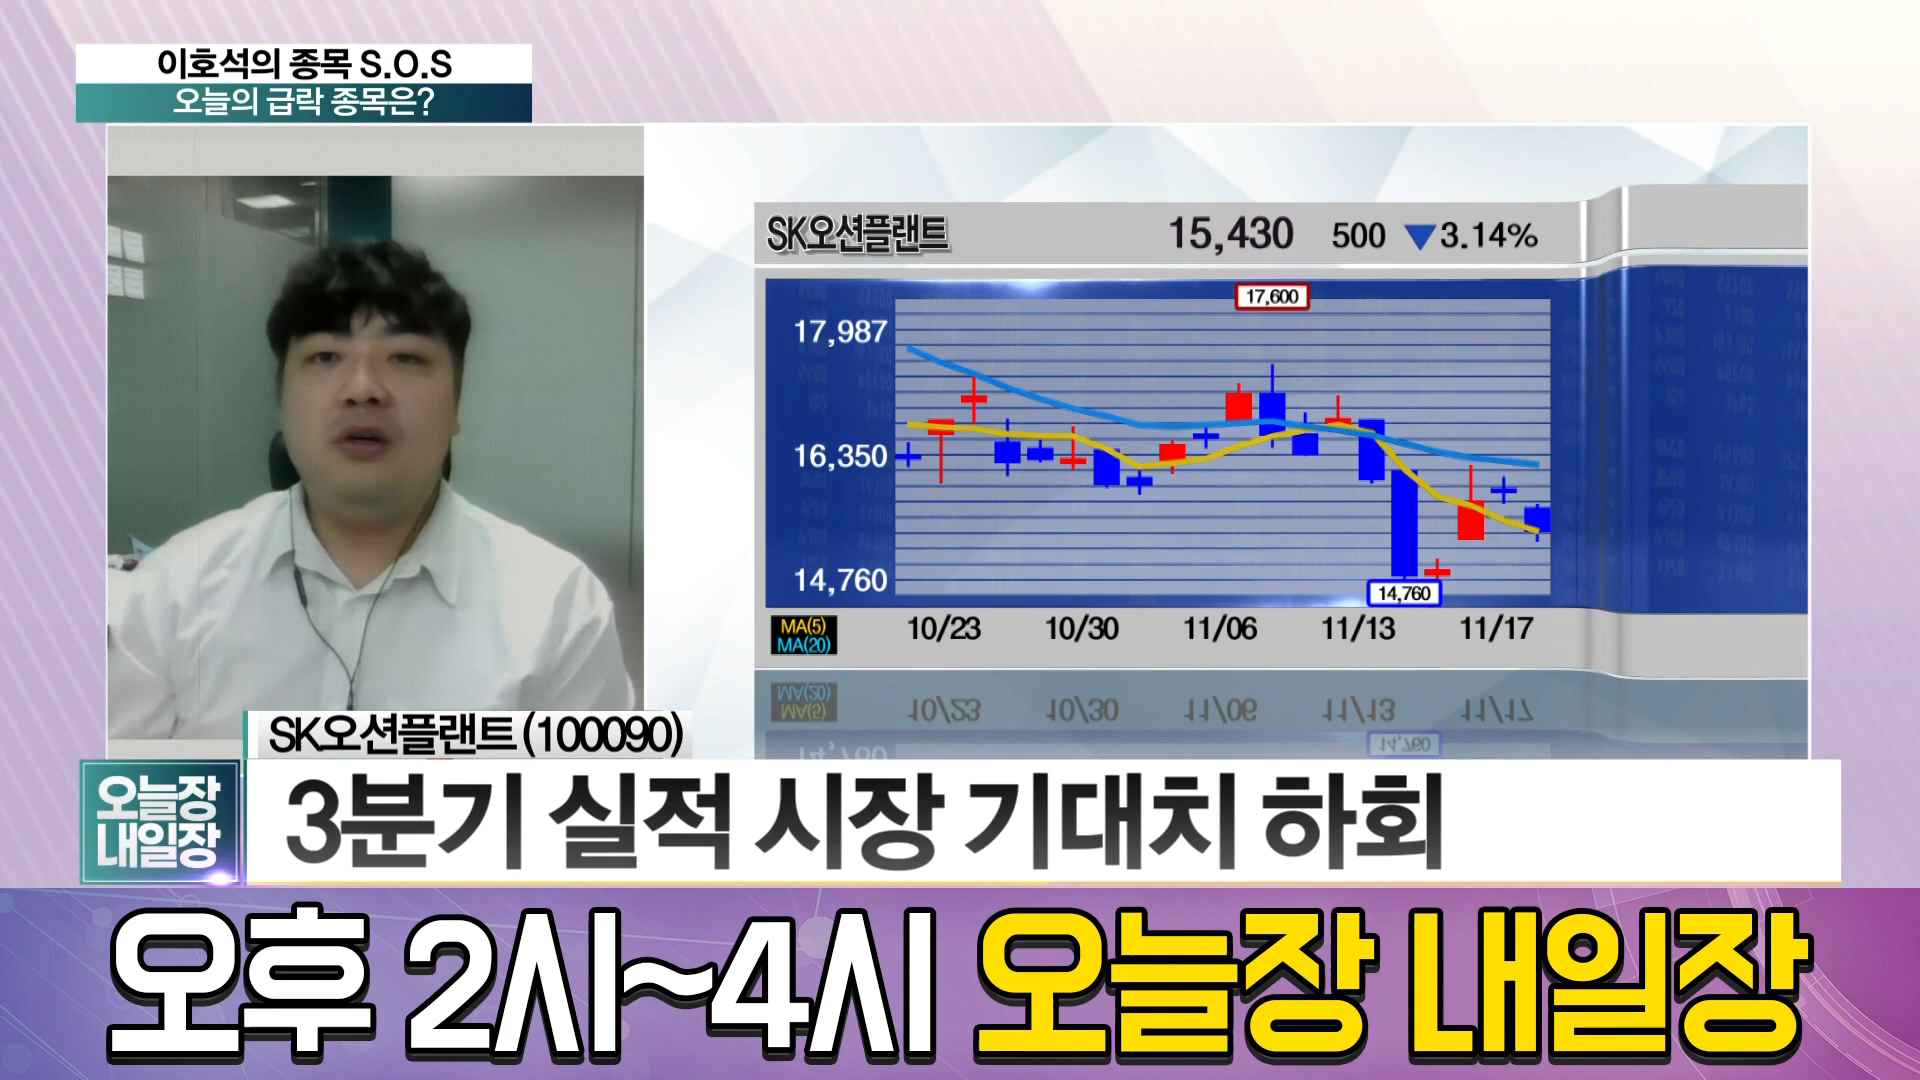 이호석의 종목 S.O.S
오늘의 급락 종목은?
SK오션플랜트 15,430 500 ▼3.14%
17,600
17,987
16,350
14,760
14,760
MA(5)
MA(20)
10/23 10/30 11/06 11/13 11/17
SK오션플랜트(100090)
오늘장
내일장
3분기 실적 시장 기대치 하회
오후 2시~4시 오늘장 내일장